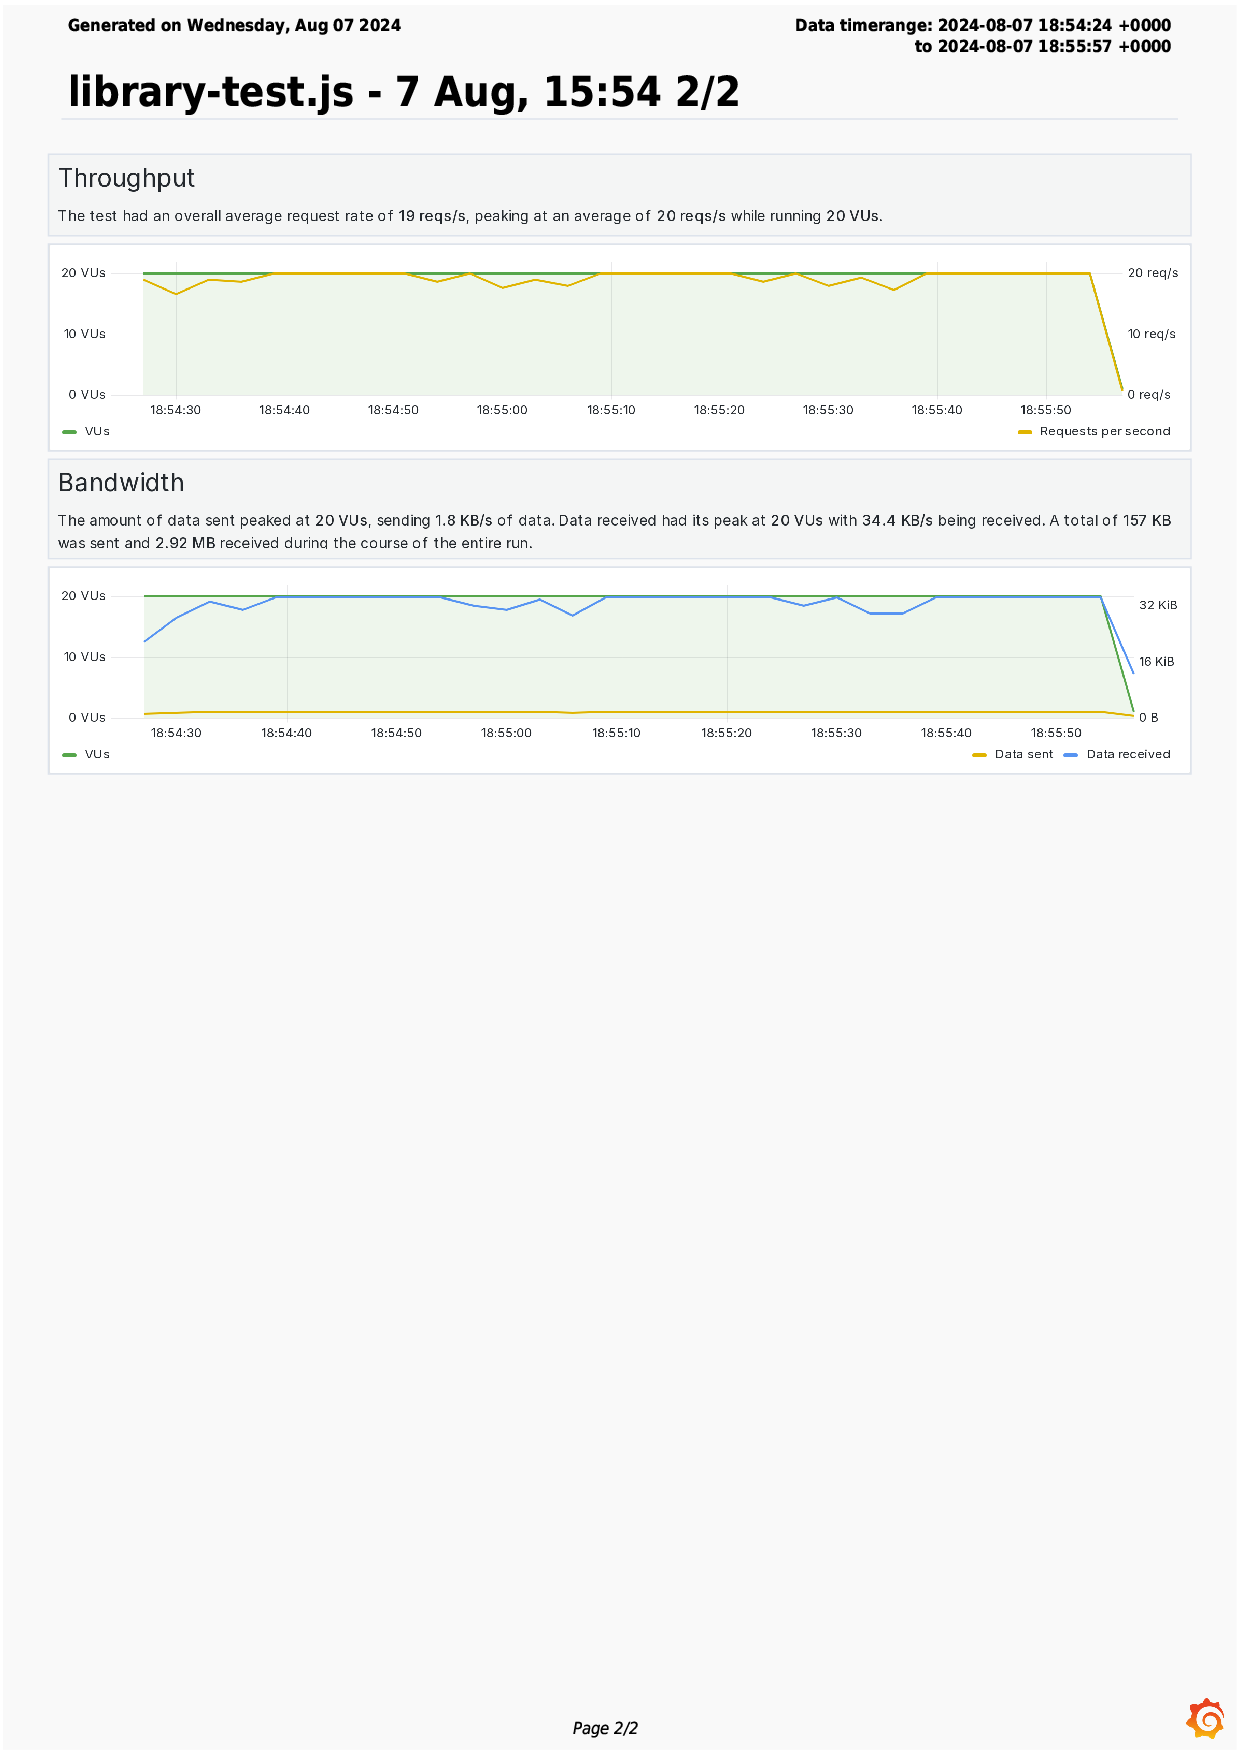 Generated on Wednesday, Aug 07 2024
Data timerange: 2024-08-07 18:54:24 +0000
to 2024-08-07 18:55:57 +0000
library-test.js - 7 Aug, 15:54 2/2
Throughput
The test had an overall average request rate of 19 reqs/s, peaking at an average of 20 reqs/s while running 20 VUs.
20 VUs
20 req/s
10 VUs
10 req/s
0 VUs
0 req/s
18:54:30 18:54:40 18:54:50 18:55:00 18:55:10 18:55:20 18:55:30 18:55:40 18:55:50
VUs
Requests per second
Bandwidth
The amount of data sent peaked at 20 VUs, sending 1.8 KB/s of data. Data received had its peak at 20 VUs with 34.4 KB/s being received. A total of 157 KB
was sent and 2.92 MB received during the course of the entire run.
20 VUs
32 KiB
10 VUs
16 KiB
0 VUs
0 B
18:54:30 18:54:40 18:54:50 18:55:00 18:55:10 18:55:20 18:55:30 18:55:40 18:55:50
VUs
Data sent Data received
Page 2/2